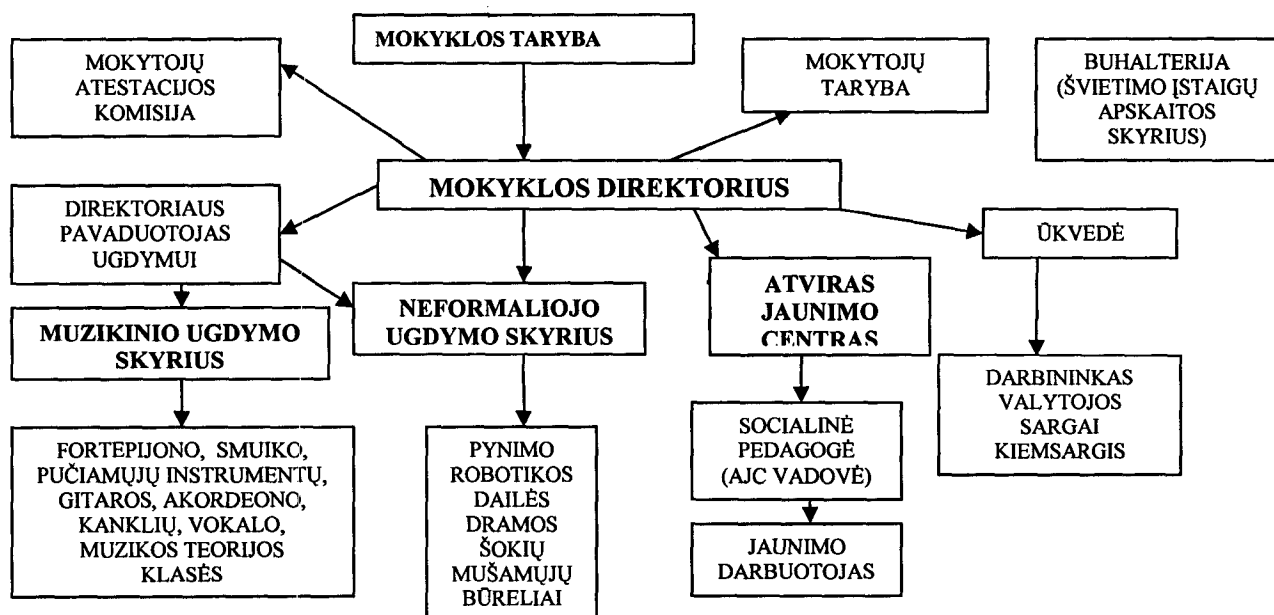 MOKYKLOS TARYBA
MOKYTOJŲ
ATESTACIJOS
KOMISIJA
MOKYTOJŲ
TARYBA
BUHALTERIJA
(ŠVIETIMO ĮSTAIGŲ
APSKAITOS
SKYRIUS)
MOKYKLOS DIREKTORIUS
DIREKTORIAUS
PAVADUOTOJAS
UGDYMUI
ŪKVEDĖ
ATVIRAS
JAUNIMO
CENTRAS
NEFORMALIOJO
UGDYMO SKYRIUS
MUZIKINIO UGDYMO
SKYRIUS
DARBININKAS
VALYTOJOS
SARGAI
KIEMSARGIS
FORTEPIJONO, SMUIKO,
PUČIAMŲJŲ INSTRUMENTŲ,
GITAROS, AKORDEONO,
KANKLIŲ, VOKALO,
MUZIKOS TEORIJOS
KLASĖS
PYNIMO
ROBOTIKOS
DAILĖS
DRAMOS
ŠOKIŲ
MUŠAMŲJŲ
BŪRELIAI
SOCIALINĖ
PEDAGOGĖ
(AJC VADOVĖ)
JAUNIMO
DARBUOTOJAS